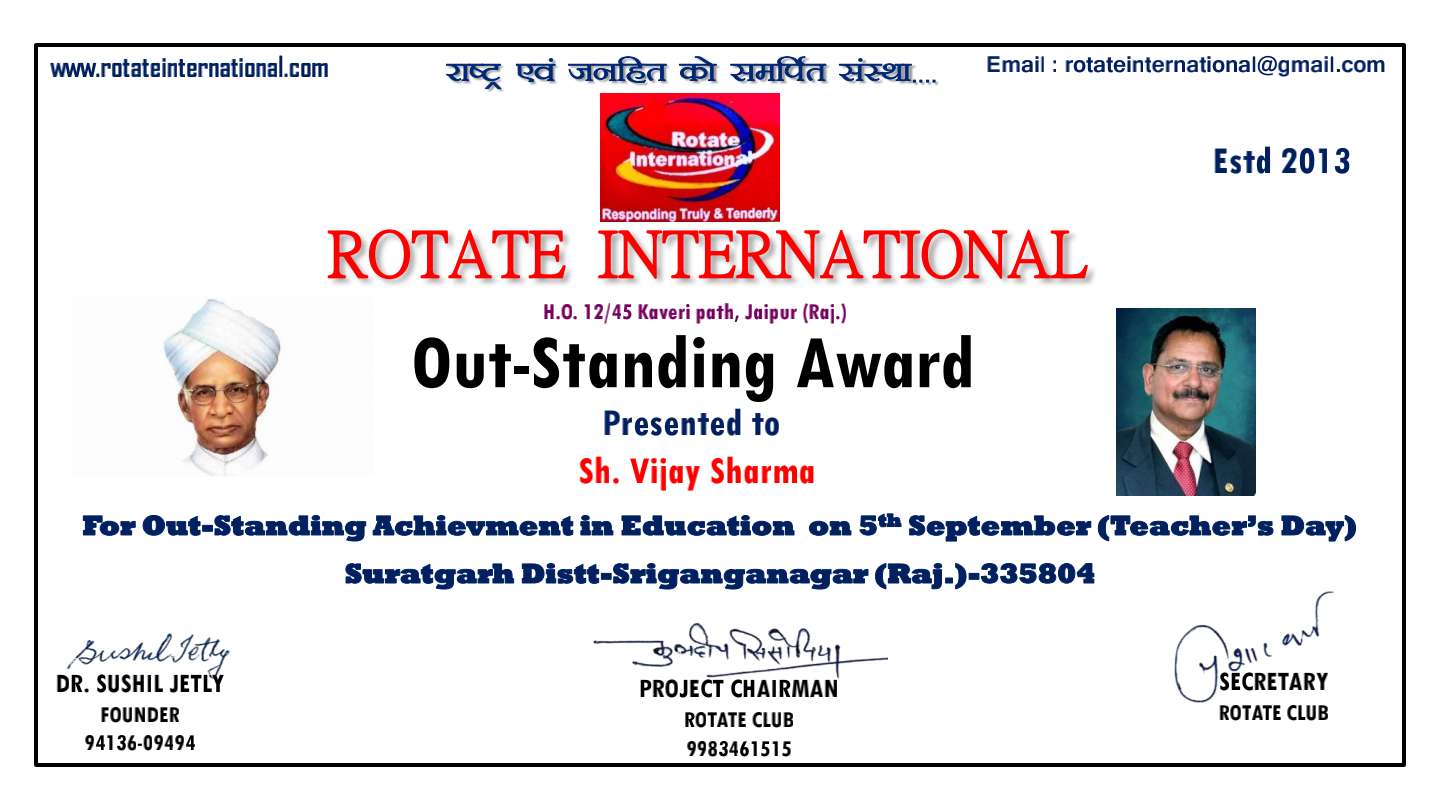 www.rotateinternational.com
राष्ट्र एवं जनहित को समर्पित संस्था....
Email : rotateinternational@gmail.com
Rotate
International
Responding Truly & Tenderly
Estd 2013
ROTATE INTERNATIONAL
H.O. 12/45 Kaveri path, Jaipur (Raj.)
Out-Standing Award
Presented to
Sh. Vijay Sharma
For Out-Standing Achievment in Education on 5th September (Teacher's Day)
Suratgarh Distt-Sriganganagar (Raj.)-335804
Sushil Jetly
DR. SUSHIL JETLY
FOUNDER
94136-09494
कुलदीप सिसोदिया
PROJECT CHAIRMAN
ROTATE CLUB
9983461515
SECRETARY
ROTATE CLUB